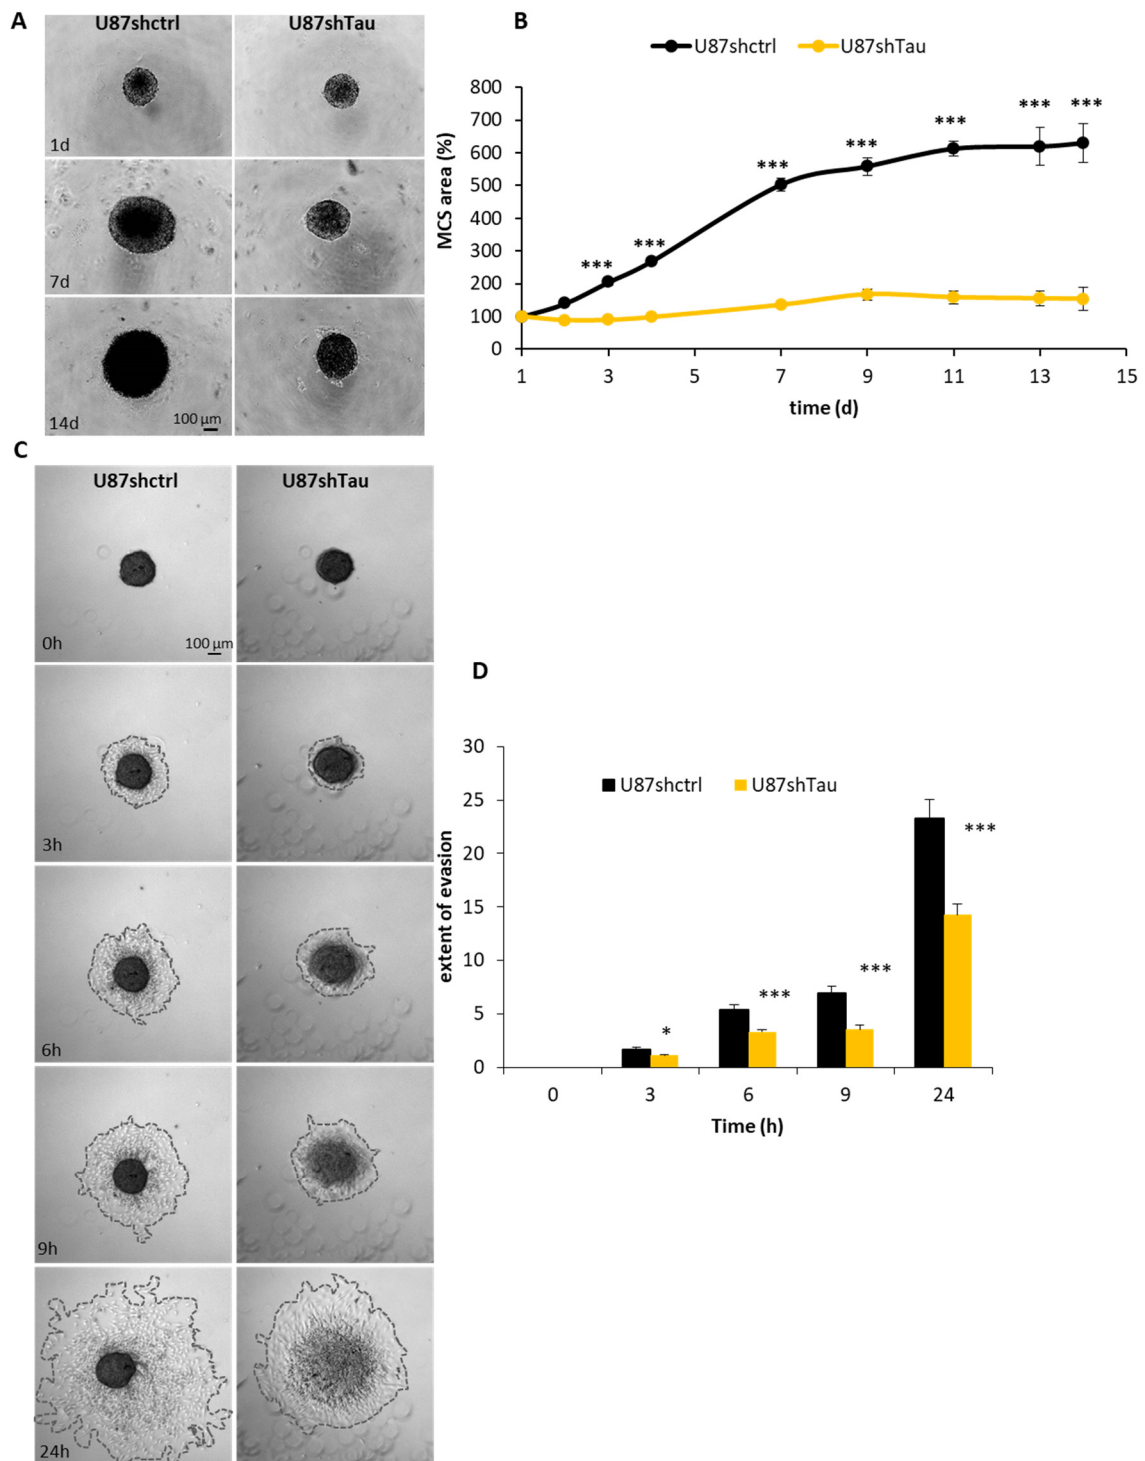 A
U87shctrl
U87shTau
1d
7d
14d
100 µm
B
U87shctrl
U87shTau
MCS area (%)
800
700
600
500
400
300
200
100
0
***
***
***
***
***
***
***
1
3
5
7
9
11
13
15
time (d)
C
U87shctrl
U87shTau
0h
100 µm
3h
6h
9h
24h
D
extent of evasion
30
25
20
15
10
5
0
U87shctrl
U87shTau
*
***
***
***
0
3
6
9
24
Time (h)